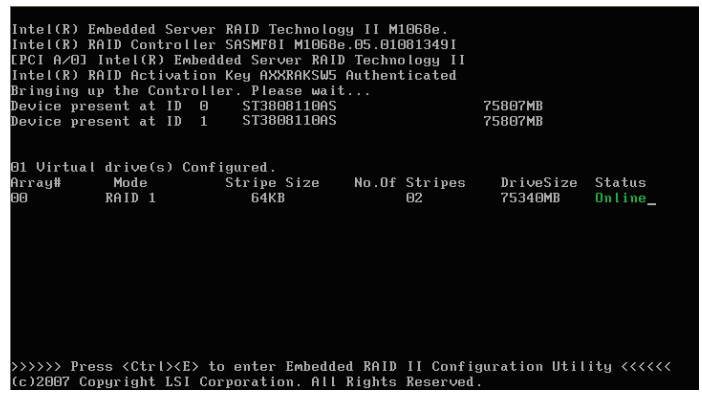 Intel(R) Embedded Server RAID Technology II M1068e.
Intel(R) RAID Controller SASMF8I M1068e.05.01081349I
[PCI A/0] Intel(R) Embedded Server RAID Technology II
Intel(R) RAID Activation Key AXXRAKSW5 Authenticated
Bringing up the Controller. Please wait...
Device present at ID 0 ST3808110AS 75807MB
Device present at ID 1 ST3808110AS 75807MB
01 Virtual drive(s) Configured.
Array# Mode Stripe Size No.Of Stripes DriveSize Status
00 RAID 1 64KB 02 75340MB Online_
>>>>>> Press <Ctrl><E> to enter Embedded RAID II Configuration Utility <<<<<<
(c)2007 Copyright LSI Corporation. All Rights Reserved.